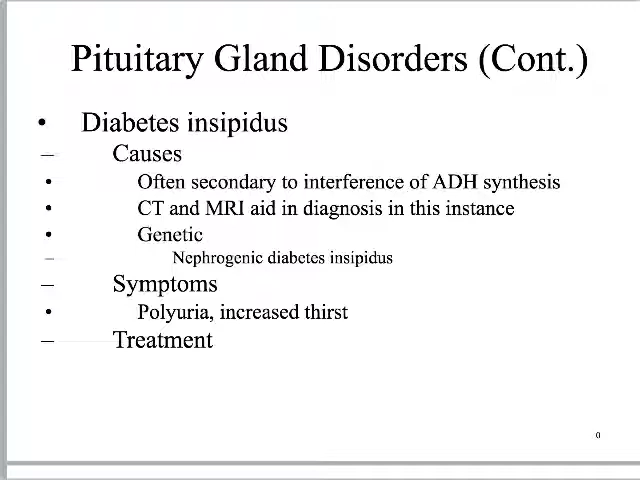 Pituitary Gland Disorders (Cont.)
• Diabetes insipidus
– Causes
• Often secondary to interference of ADH synthesis
• CT and MRI aid in diagnosis in this instance
• Genetic
– Nephrogenic diabetes insipidus
– Symptoms
• Polyuria, increased thirst
– Treatment
0